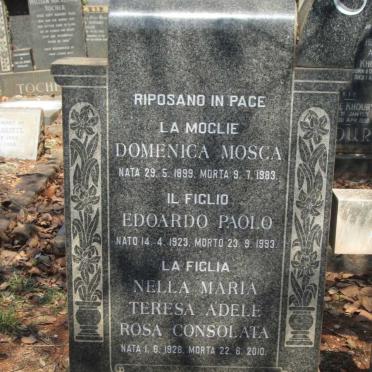 RIPOSANO IN PACE
LA MOGLIE
DOMENICA MOSCA
NATA 29. 5. 1899. MORTA 9. 7. 1983.
IL FIGLIO
EDOARDO PAOLO
NATO 14. 4. 1923. MORTO 23. 9. 1993.
LA FIGLIA
NELLA MARIA
TERESA ADELE
ROSA CONSOLATA
NATA 1. 6. 1928. MORTA 22. 6. 2010.
TOCHER